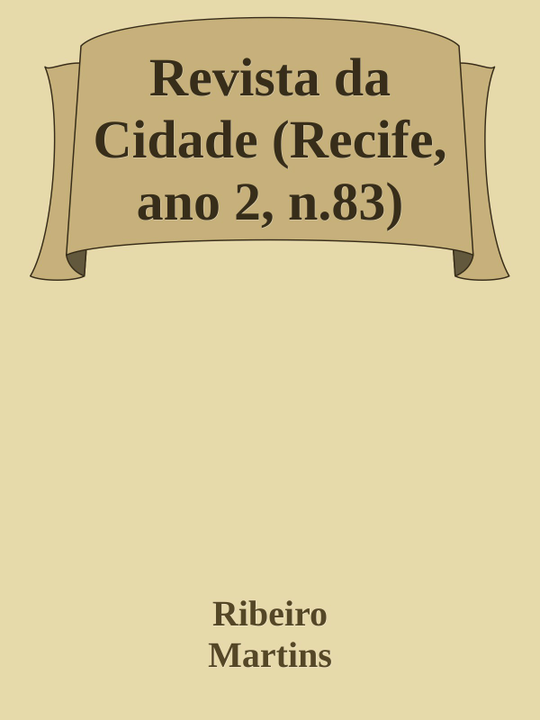 Revista da
Cidade (Recife,
ano 2, n.83)
Ribeiro
Martins